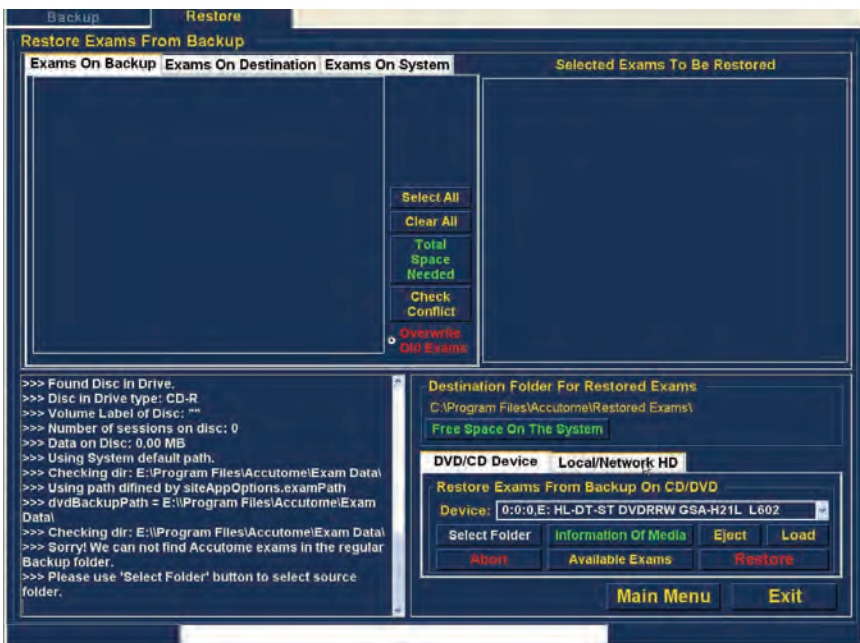 Backup
Restore
Restore Exams From Backup
Exams On Backup Exams On Destination Exams On System
Selected Exams To Be Restored
Select All
Clear All
Total
Space
Needed
Check
Conflict
Overwrite
Old Exams
>>> Found Disc in Drive.
>>> Disc in Drive type: CD-R
>>> Volume Label of Disc: ""
>>> Number of sessions on disc: 0
>>> Data on Disc: 0.00 MB
>>> Using System default path.
>>> Checking dir: E:\Program Files\Accutome\Exam Data\
>>> Using path difined by siteAppOptions.examPath
>>> dvdBackupPath = E:\\Program Files\Accutome\Exam
Data\
>>> Checking dir: E:\\Program Files\Accutome\Exam Data\
>>> Sorry! We can not find Accutome exams in the regular
Backup folder.
>>> Please use 'Select Folder' button to select source
folder.
Destination Folder For Restored Exams
C:\Program Files\Accutome\Restored Exams\
Free Space On The System
DVD/CD Device Local/Network HD
Restore Exams From Backup On CD/DVD
Device: 0:0:0,E: HL-DT-ST DVDRRW GSA-H21L L602
Select Folder Information Of Media Eject Load
Abort Available Exams Restore
Main Menu Exit